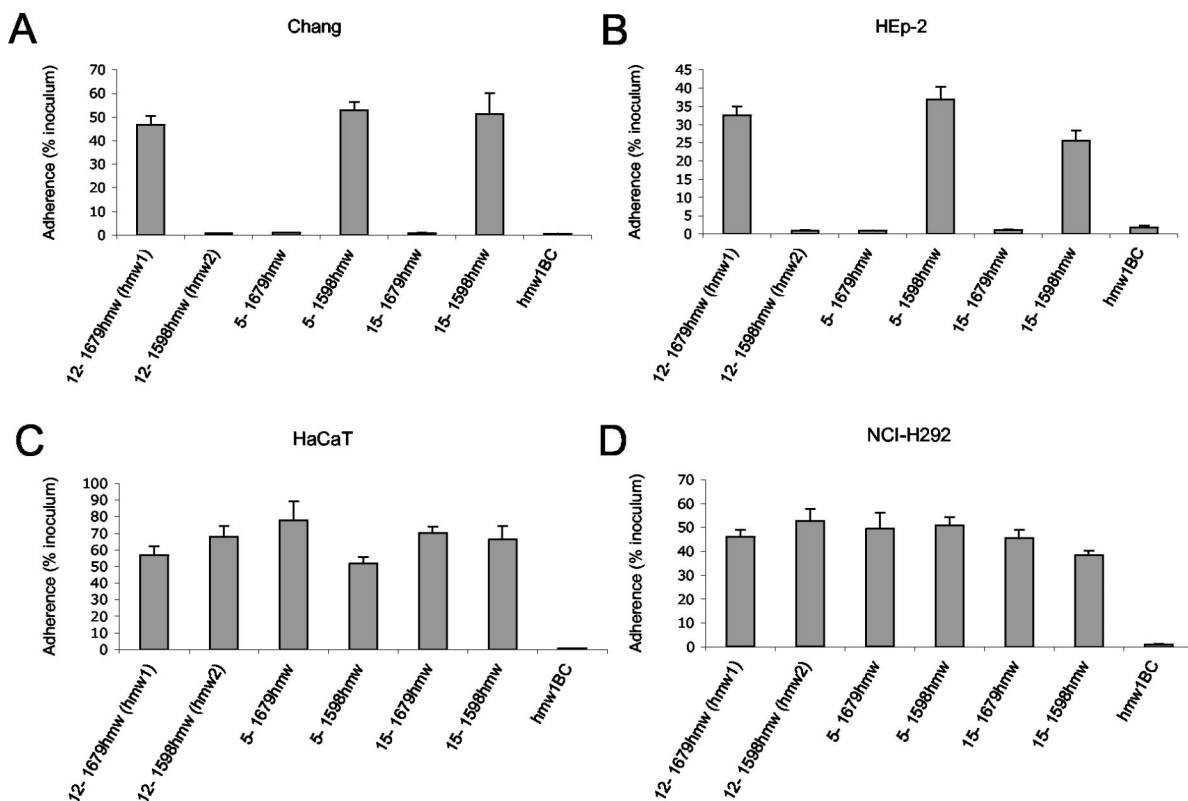 A
Chang
Adherence (% inoculum)
70
60
50
40
30
20
10
0
12- 1679hmw (hmw1)
12- 1598hmw (hmw2)
5- 1679hmw
5- 1598hmw
15- 1679hmw
15- 1598hmw
hmw1BC
B
HEp-2
Adherence (% inoculum)
45
40
35
30
25
20
15
10
5
0
12- 1679hmw (hmw1)
12- 1598hmw (hmw2)
5- 1679hmw
5- 1598hmw
15- 1679hmw
15- 1598hmw
hmw1BC
C
HaCaT
Adherence (% inoculum)
100
90
80
70
60
50
40
30
20
10
0
12- 1679hmw (hmw1)
12- 1598hmw (hmw2)
5- 1679hmw
5- 1598hmw
15- 1679hmw
15- 1598hmw
hmw1BC
D
NCI-H292
Adherence (% inoculum)
70
60
50
40
30
20
10
0
12- 1679hmw (hmw1)
12- 1598hmw (hmw2)
5- 1679hmw
5- 1598hmw
15- 1679hmw
15- 1598hmw
hmw1BC